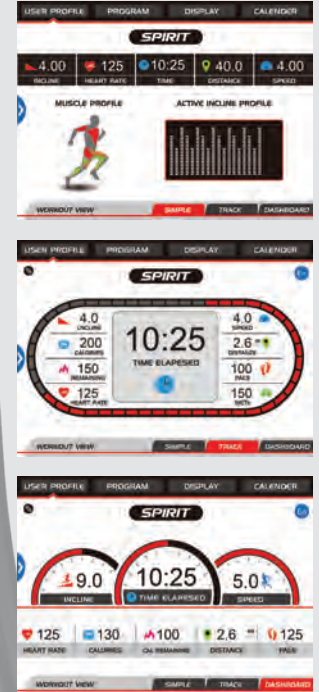 USER PROFILE PROGRAM DISPLAY CALENDER
SPIRIT
4.00 125 10:25 40.0 4.00
INCLINE HEART RATE TIME DISTANCE SPEED
MUSCLE PROFILE ACTIVE INCLINE PROFILE
WORKOUT VIEW SIMPLE TRACK DASHBOARD
USER PROFILE PROGRAM DISPLAY CALENDER
SPIRIT
4.0 4.0
INCLINE SPEED
200 10:25 2.6
CALORIES DISTANCE
TIME ELAPESED
150 100
REMAINING PACE
125 150
HEART RATE METS
WORKOUT VIEW SIMPLE TRACK DASHBOARD
USER PROFILE PROGRAM DISPLAY CALENDER
SPIRIT
9.0 10:25 5.0
INCLINE TIME ELAPESED SPEED
125 130 100 2.6 125
HEART RATE CALORIES CAL REMAINING DISTANCE PACE
WORKOUT VIEW SIMPLE TRACK DASHBOARD